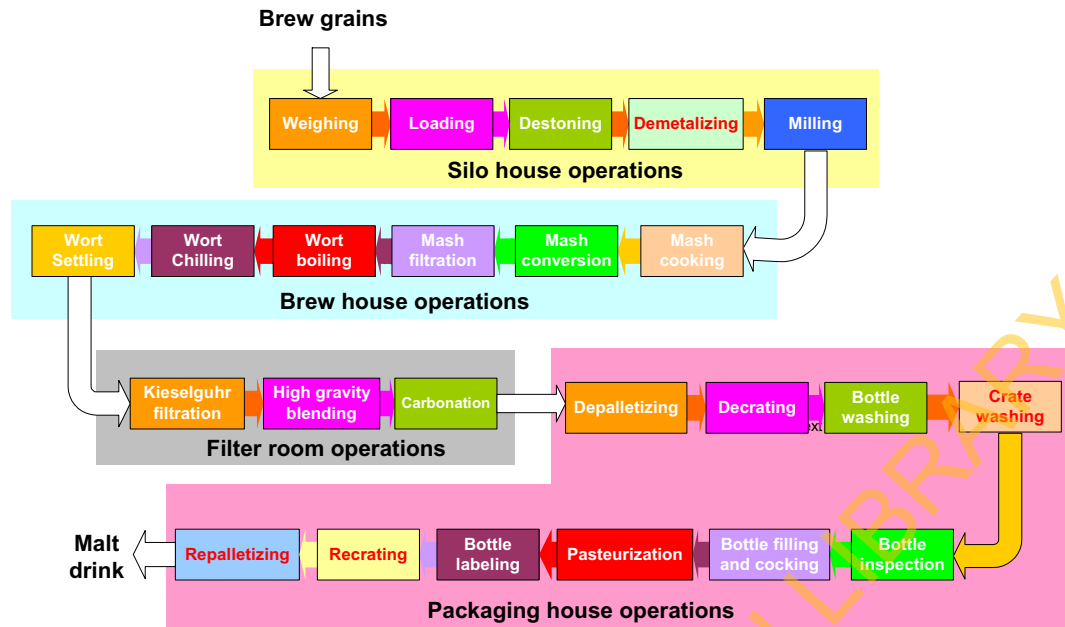 Brew grains
Weighing
Loading
Destoning
Demetalizing
Milling
Silo house operations
Wort
Settling
Wort
Chilling
Wort
boiling
Mash
filtration
Mash
conversion
Mash
cooking
Brew house operations
Kieselguhr
filtration
High gravity
blending
Carbonation
Filter room operations
Depalletizing
Decrating
Bottle
washing
Crate
washing
Malt
drink
Repalletizing
Recrating
Bottle
labeling
Pasteurization
Bottle filling
and cocking
Bottle
inspection
Packaging house operations
LIBRARY